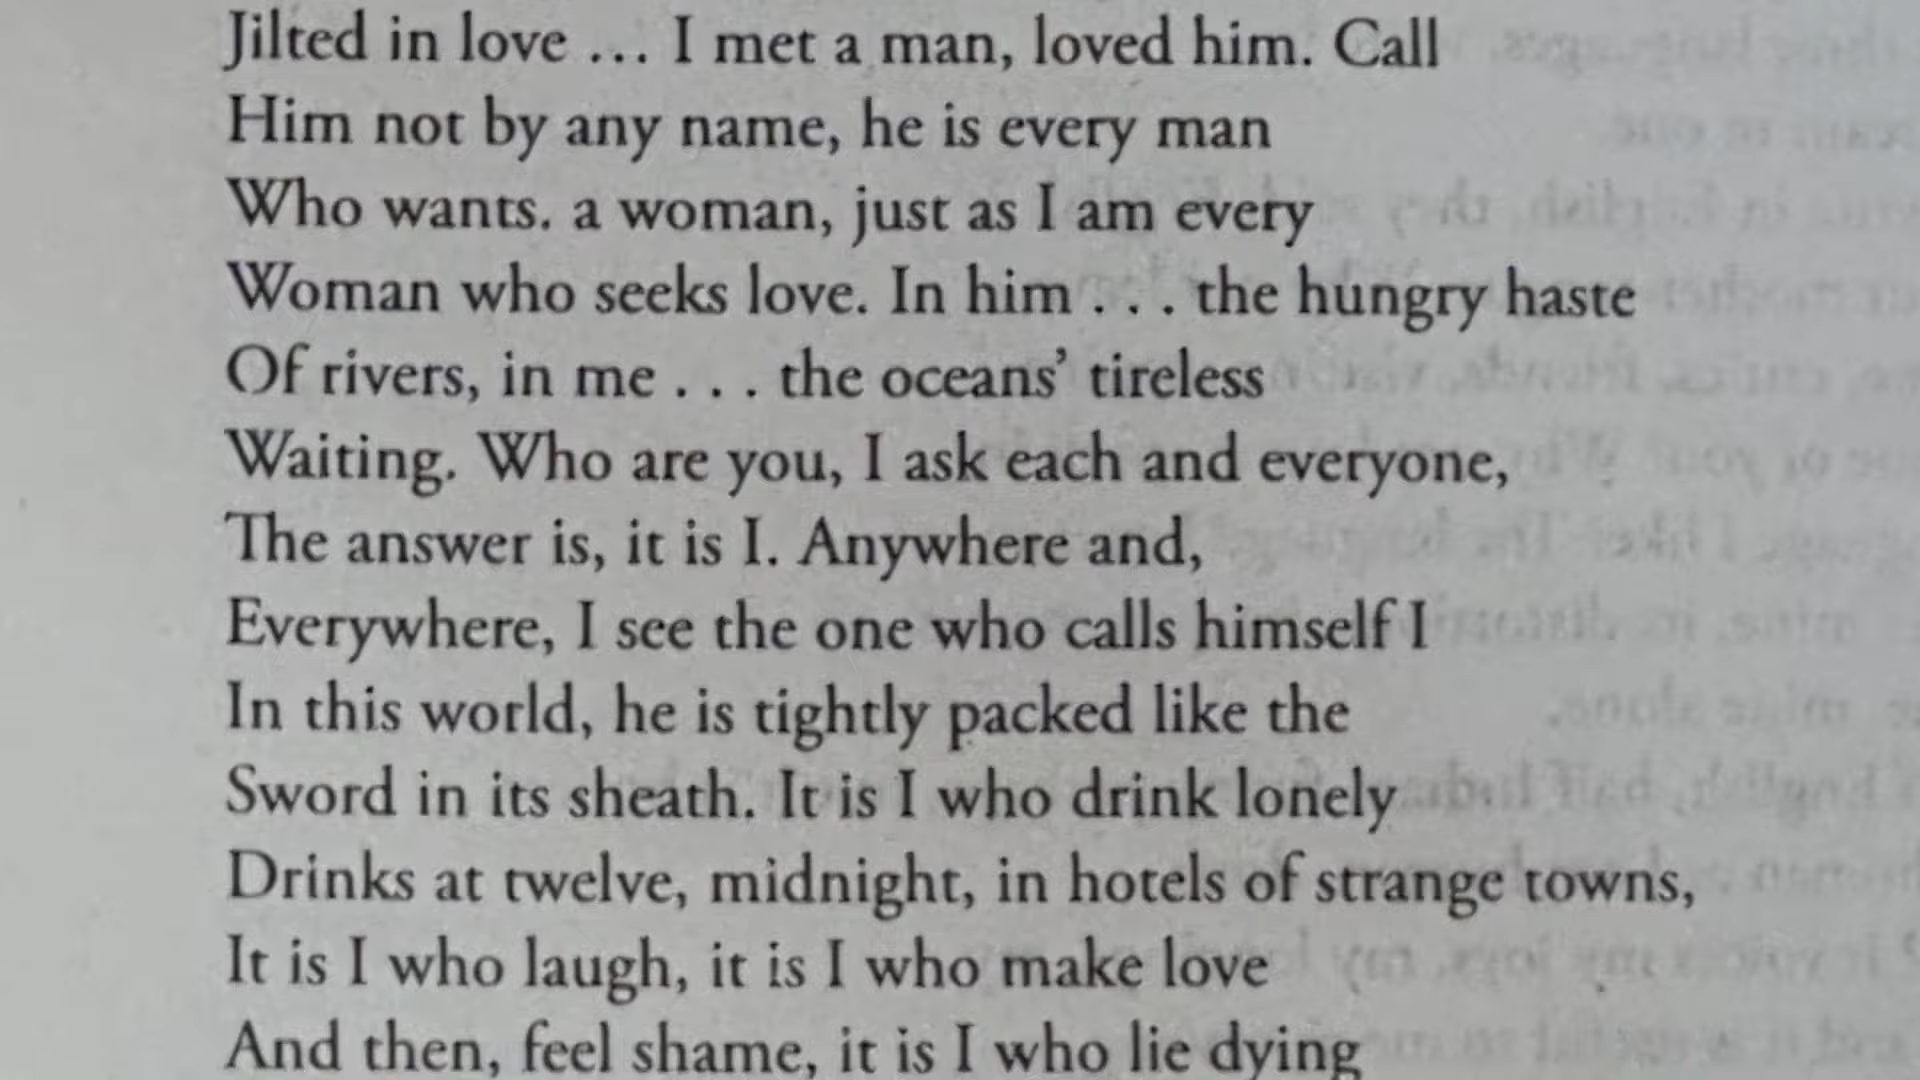 Jilted in love ... I met a man, loved him. Call
Him not by any name, he is every man
Who wants. a woman, just as I am every
Woman who seeks love. In him . . . the hungry haste
Of rivers, in me . . . the oceans’ tireless
Waiting. Who are you, I ask each and everyone,
The answer is, it is I. Anywhere and,
Everywhere, I see the one who calls himself I
In this world, he is tightly packed like the
Sword in its sheath. It is I who drink lonely
Drinks at twelve, midnight, in hotels of strange towns,
It is I who laugh, it is I who make love
And then, feel shame, it is I who lie dying